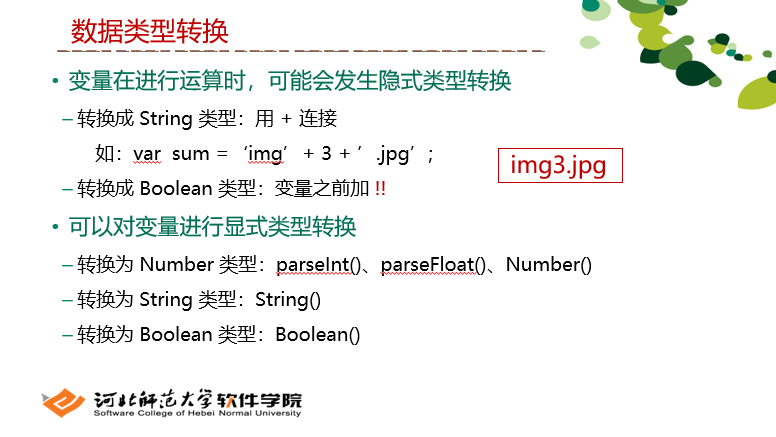 数据类型转换
• 变量在进行运算时，可能会发生隐式类型转换
– 转换成 String 类型：用 + 连接
如：var sum =‘img’ + 3 + ’.jpg’;
img3.jpg
– 转换成 Boolean 类型：变量之前加 !!
• 可以对变量进行显式类型转换
– 转换为 Number 类型：parseInt()、parseFloat()、Number()
– 转换为 String 类型：String()
– 转换为 Boolean 类型：Boolean()
河北师范大学软件学院
Software College of Hebei Normal University